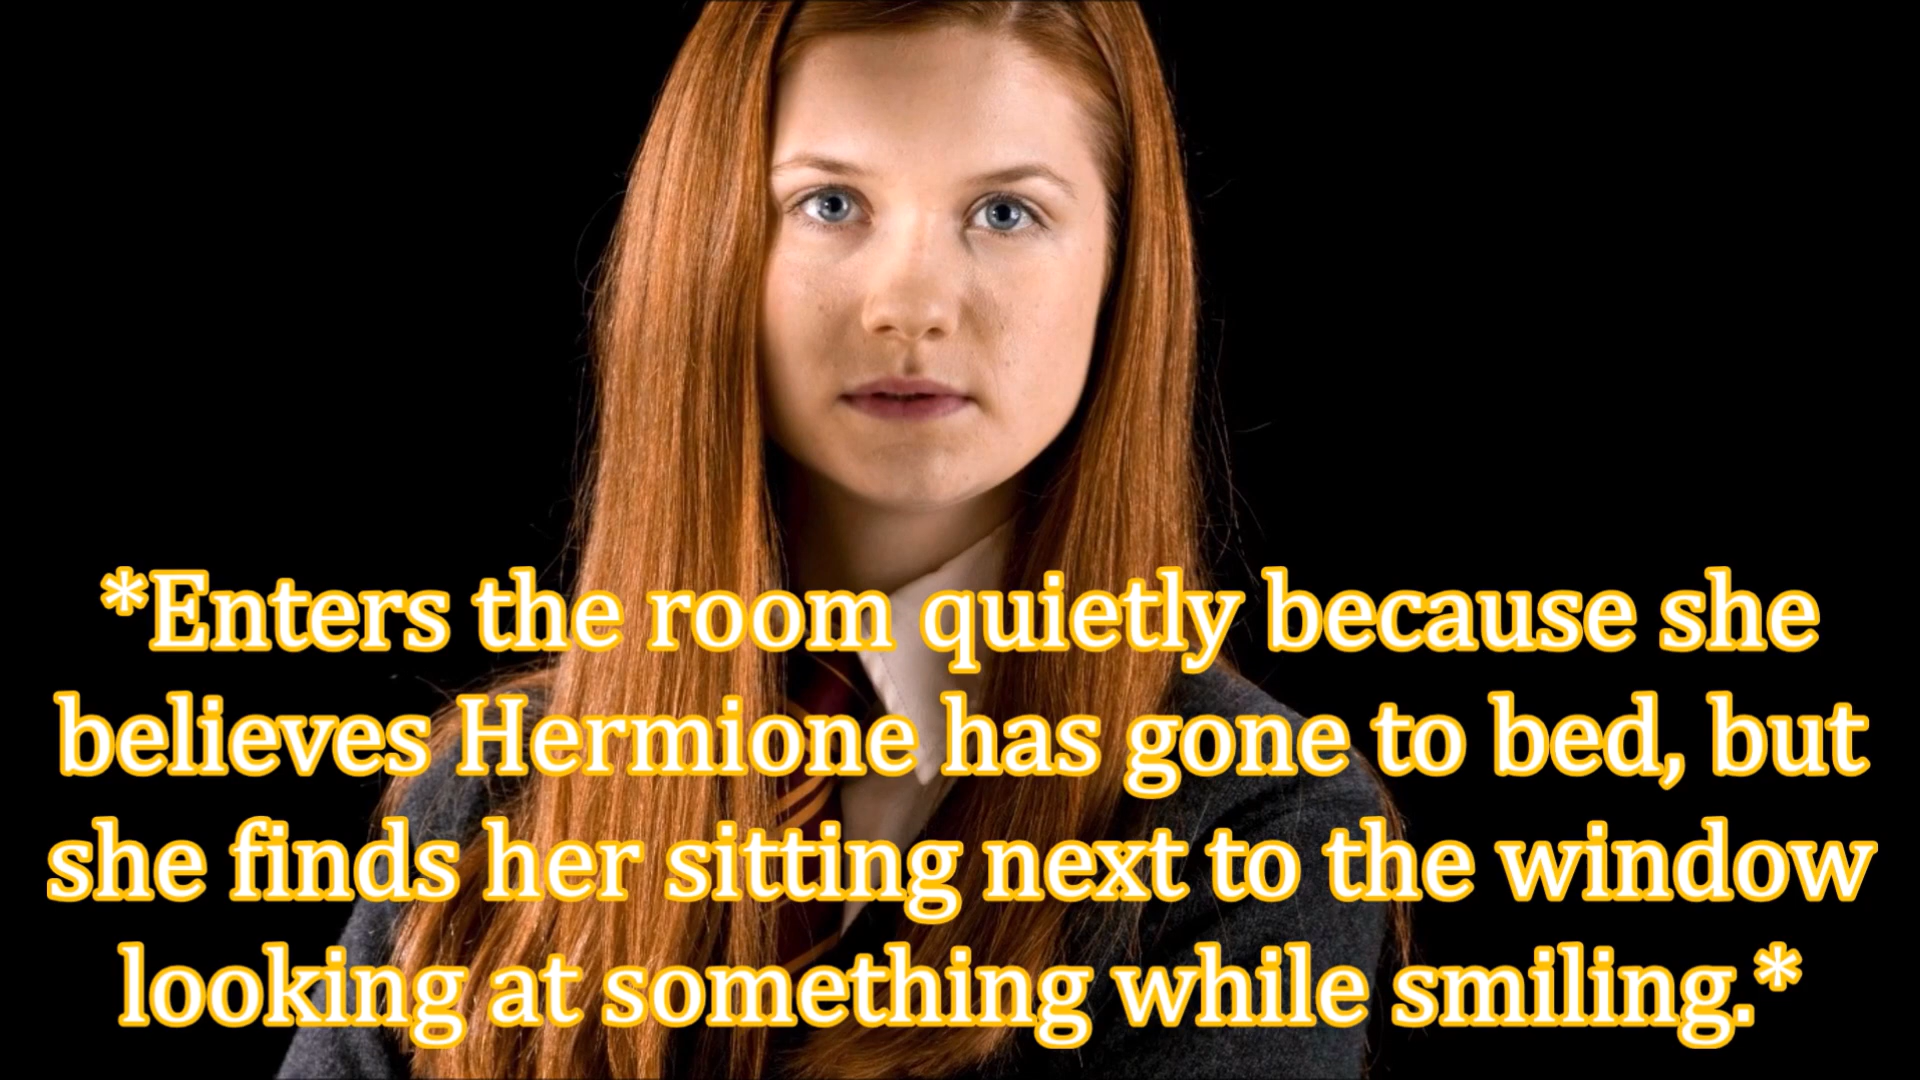 *Enters the room quietly because she
believes Hermione has gone to bed, but
she finds her sitting next to the window
looking at something while smiling.*